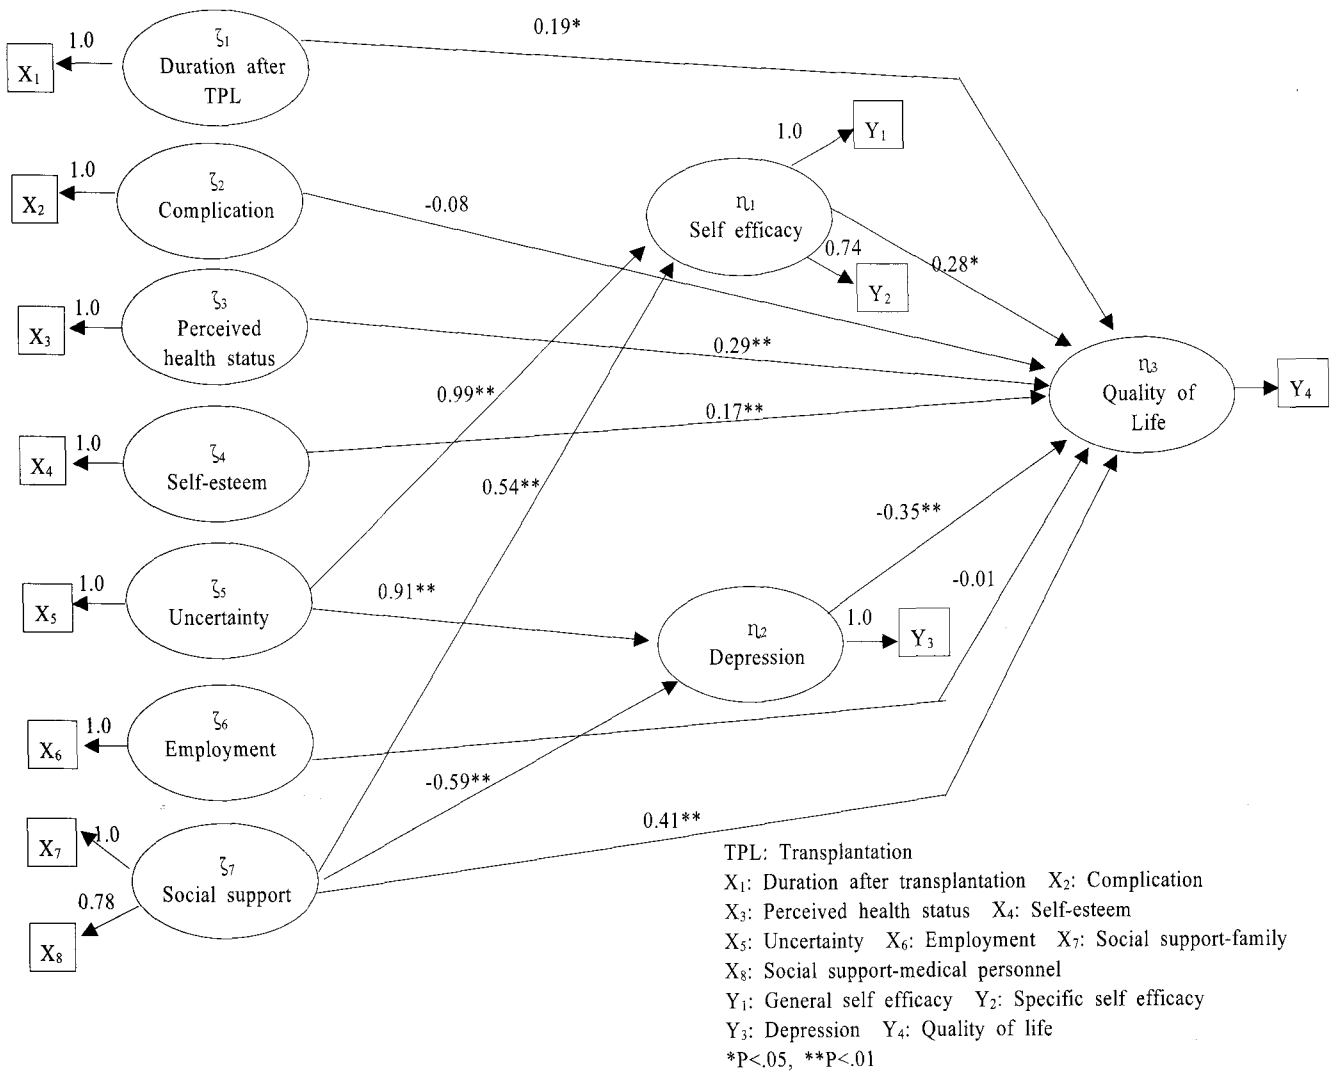 0.19*
ζ₁
1.0
Duration after
TPL
X₁
1.0
Y₁
1.0
ζ₂
Complication
X₂
-0.08
η₁
Self efficacy
0.74
0.28*
Y₂
ζ₃
1.0
Perceived
health status
X₃
0.29**
η₃
Quality of
Life
Y₄
0.99**
0.17**
1.0
ζ₄
Self-esteem
X₄
0.54**
-0.35**
1.0
ζ₅
Uncertainty
X₅
0.91**
-0.01
η₂
Depression
1.0
Y₃
1.0
ζ₆
Employment
X₆
-0.59**
0.41**
1.0
X₇
ζ₇
Social support
0.78
X₈
TPL: Transplantation
X₁: Duration after transplantation X₂: Complication
X₃: Perceived health status X₄: Self-esteem
X₅: Uncertainty X₆: Employment X₇: Social support-family
X₈: Social support-medical personnel
Y₁: General self efficacy Y₂: Specific self efficacy
Y₃: Depression Y₄: Quality of life
*P<.05, **P<.01